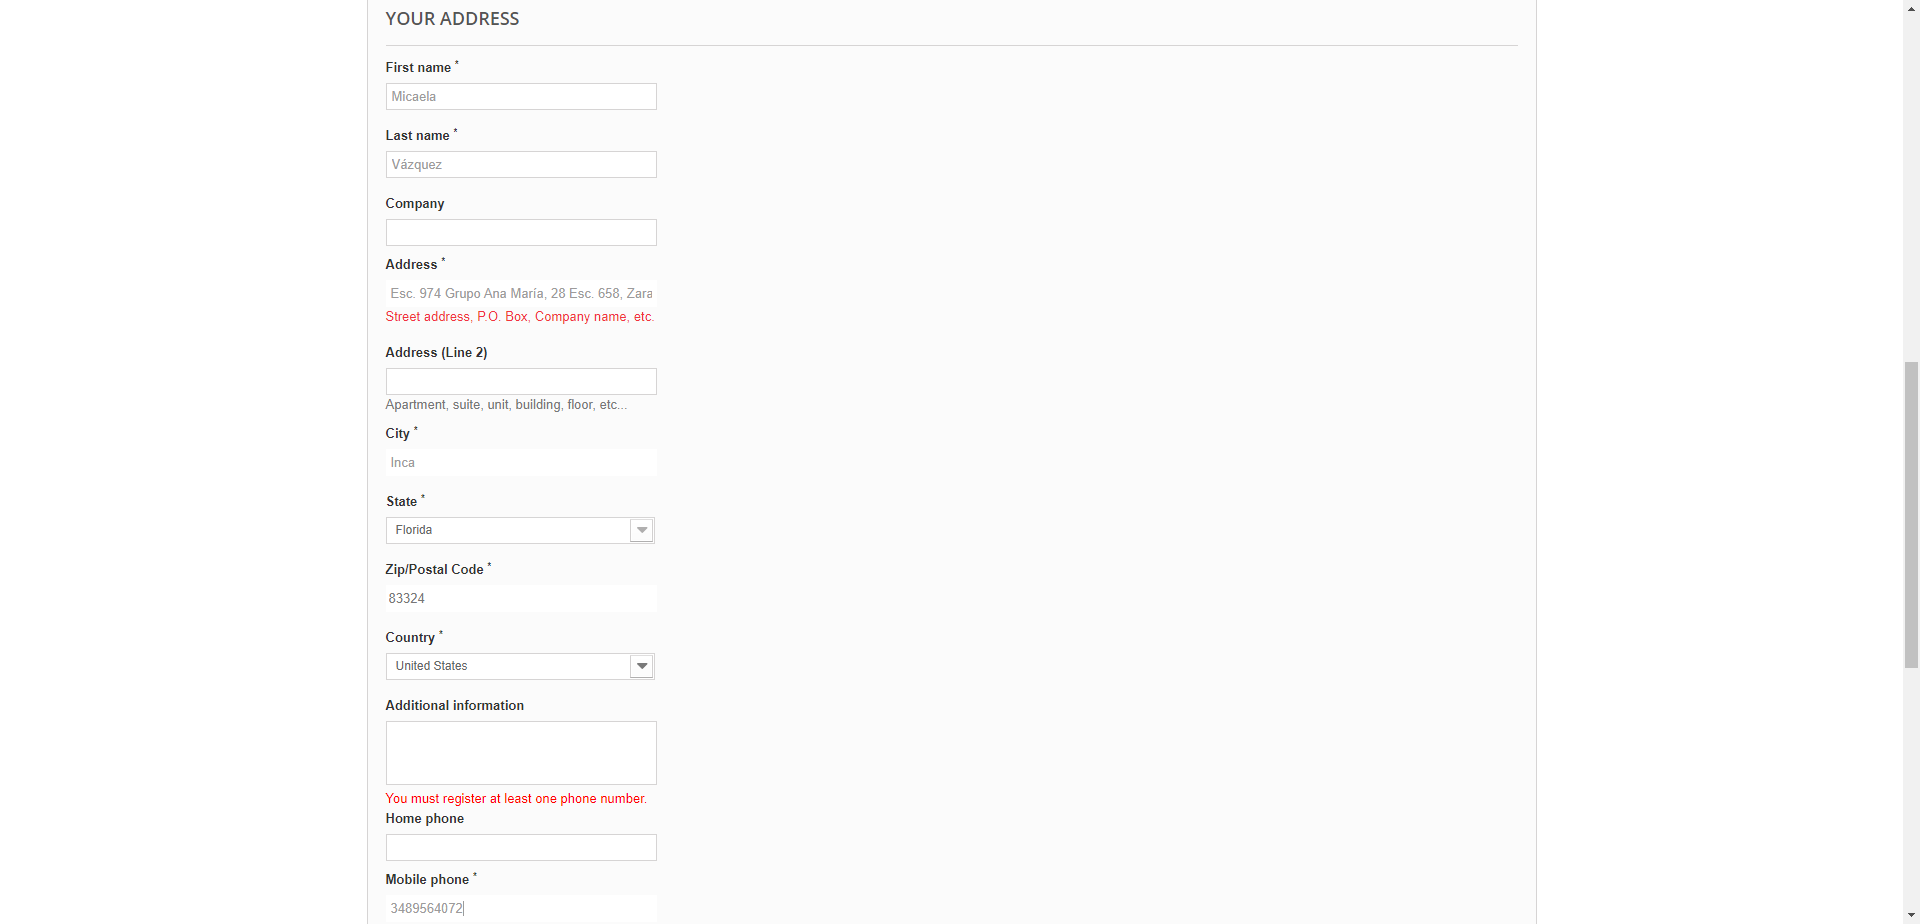 YOUR ADDRESS
First name *
Micaela
Last name *
Vázquez
Company
Address *
Esc. 974 Grupo Ana María, 28 Esc. 658, Zara
Street address, P.O. Box, Company name, etc.
Address (Line 2)
Apartment, suite, unit, building, floor, etc...
City *
Inca
State *
Florida
Zip/Postal Code *
83324
Country *
United States
Additional information
You must register at least one phone number.
Home phone
Mobile phone *
3489564072